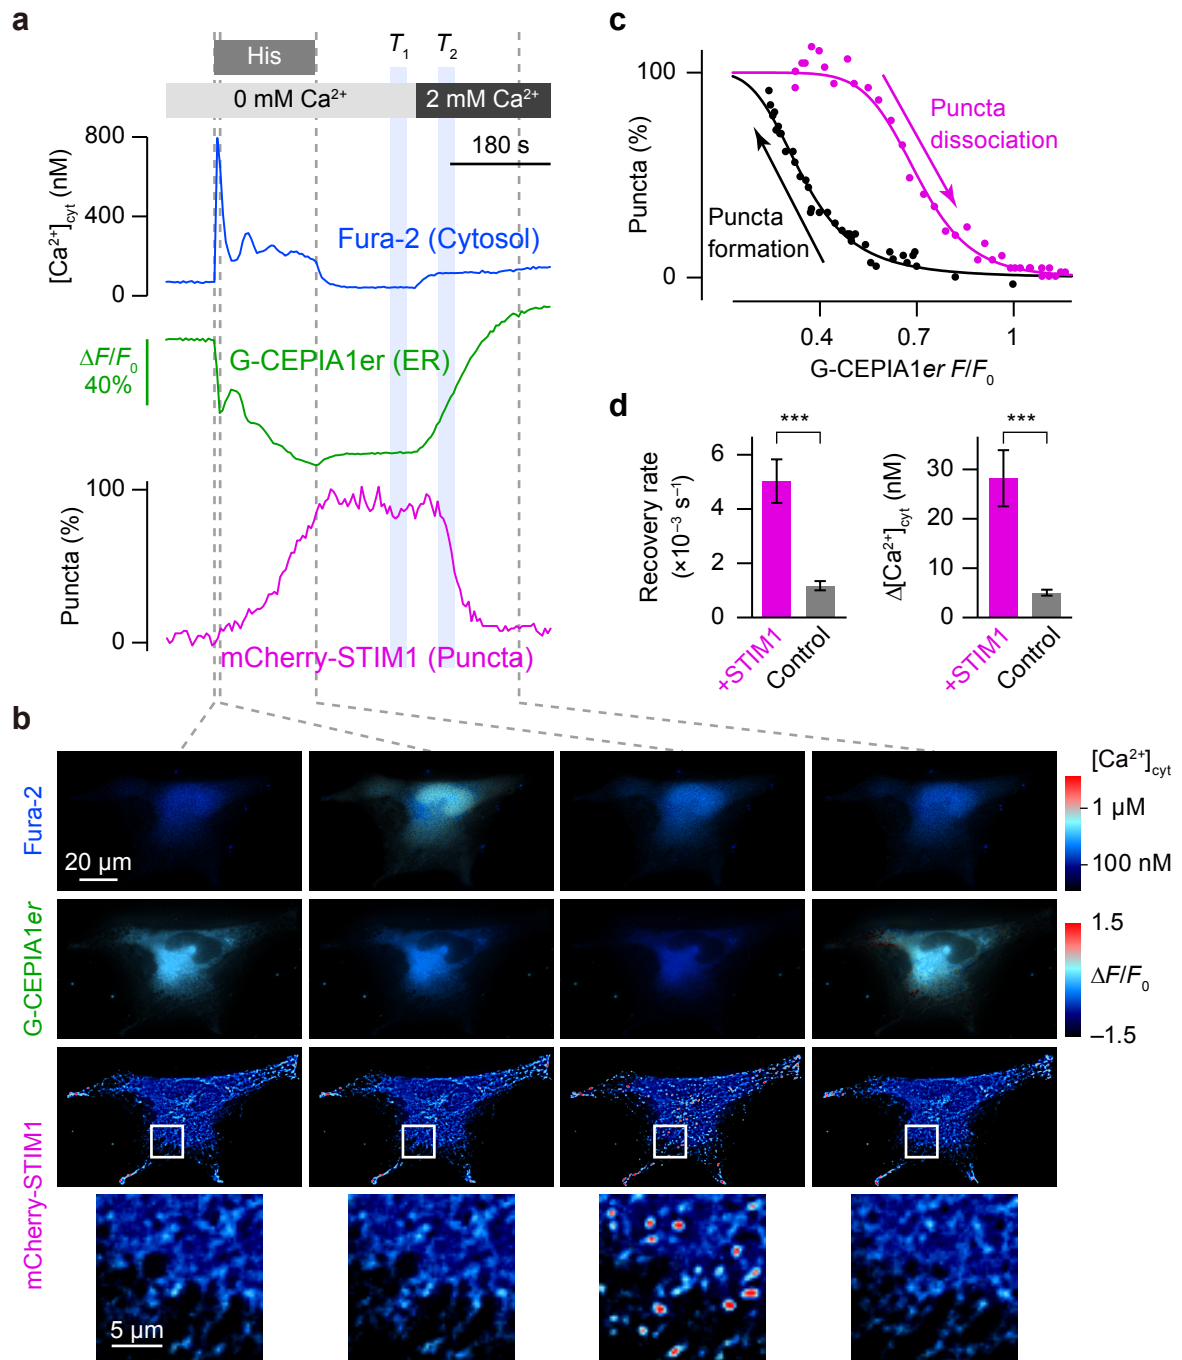 a
His
T1
T2
0 mM Ca2+
2 mM Ca2+
180 s
[Ca2+]cyt (nM)
800
400
0
Fura-2 (Cytosol)
ΔF/F0
40%
G-CEPIA1er (ER)
Puncta (%)
100
0
mCherry-STIM1 (Puncta)
c
Puncta (%)
100
0
Puncta
dissociation
Puncta
formation
0.4
0.7
1
G-CEPIA1er F/F0
d
Recovery rate
(×10−3 s−1)
6
4
2
0
***
+STIM1
Control
Δ[Ca2+]cyt (nM)
30
20
10
0
***
+STIM1
Control
b
Fura-2
20 µm
[Ca2+]cyt
1 µM
100 nM
G-CEPIA1er
1.5
ΔF/F0
−1.5
mCherry-STIM1
5 µm